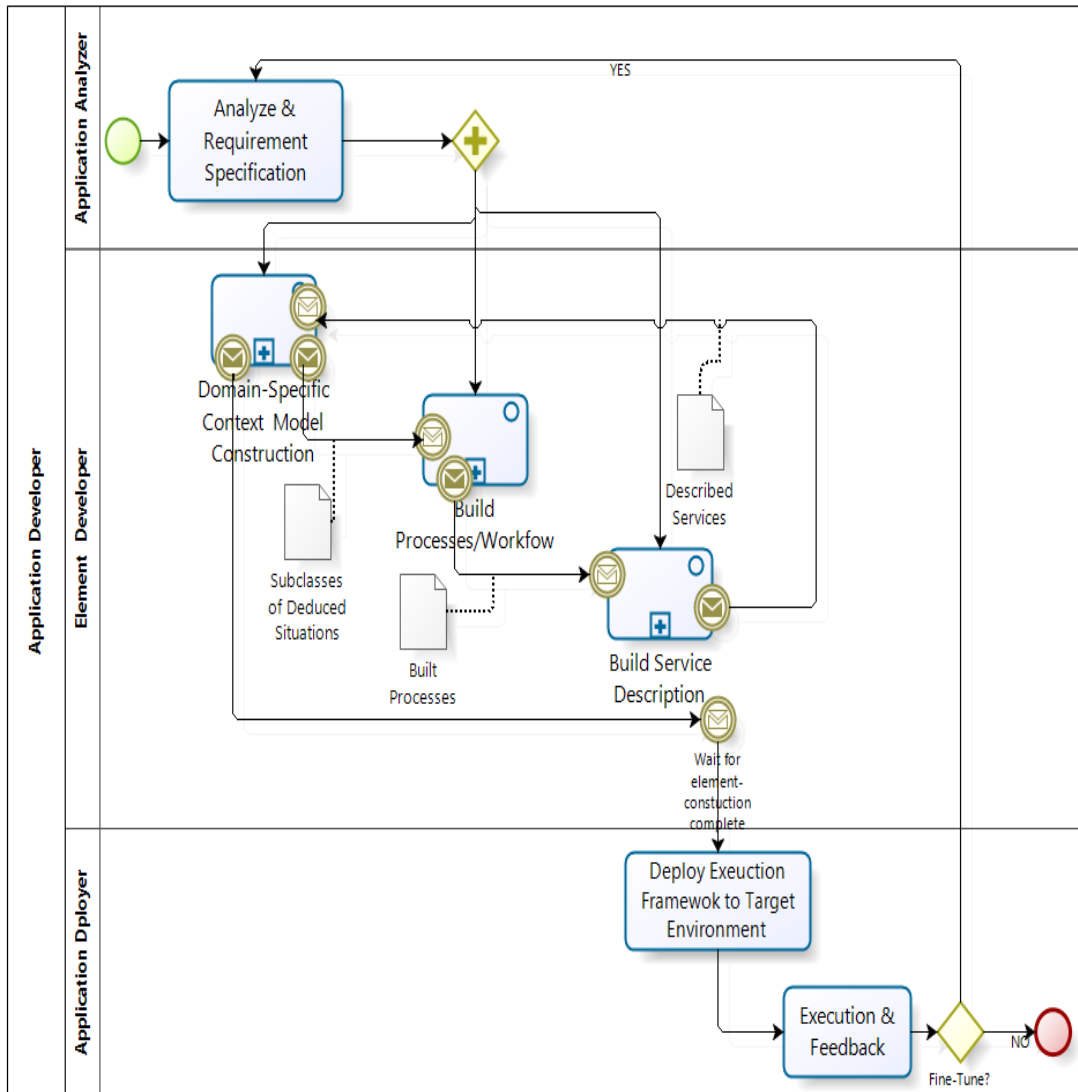 Application Developer
Application Analyzer
Element Developer
Application Dployer
YES
Analyze &
Requirement
Specification
Domain-Specific
Context Model
Construction
Build
Processes/Workfow
Described
Services
Subclasses
of Deduced
Situations
Built
Processes
Build Service
Description
Wait for
element-
constuction
complete
Deploy Exeuction
Framewok to Target
Environment
Execution &
Feedback
NO
Fine-Tune?